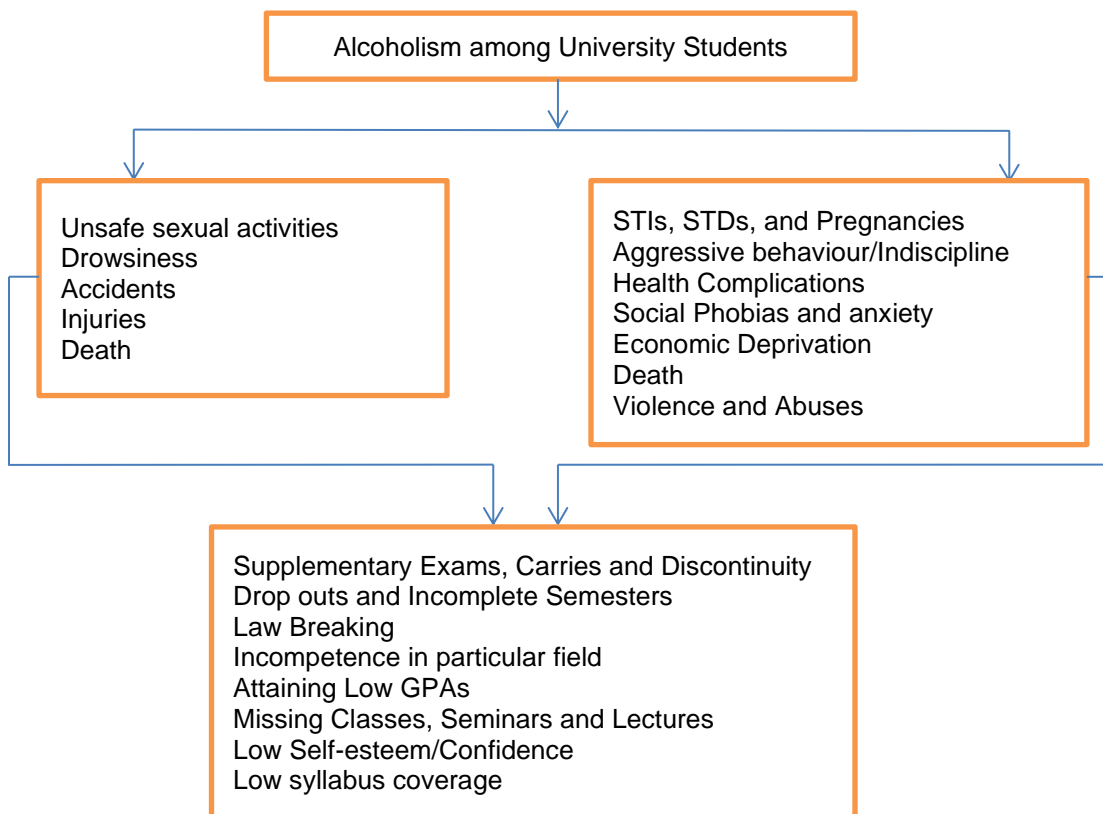 Alcoholism among University Students
Unsafe sexual activities
Drowsiness
Accidents
Injuries
Death
STIs, STDs, and Pregnancies
Aggressive behaviour/Indiscipline
Health Complications
Social Phobias and anxiety
Economic Deprivation
Death
Violence and Abuses
Supplementary Exams, Carries and Discontinuity
Drop outs and Incomplete Semesters
Law Breaking
Incompetence in particular field
Attaining Low GPAs
Missing Classes, Seminars and Lectures
Low Self-esteem/Confidence
Low syllabus coverage